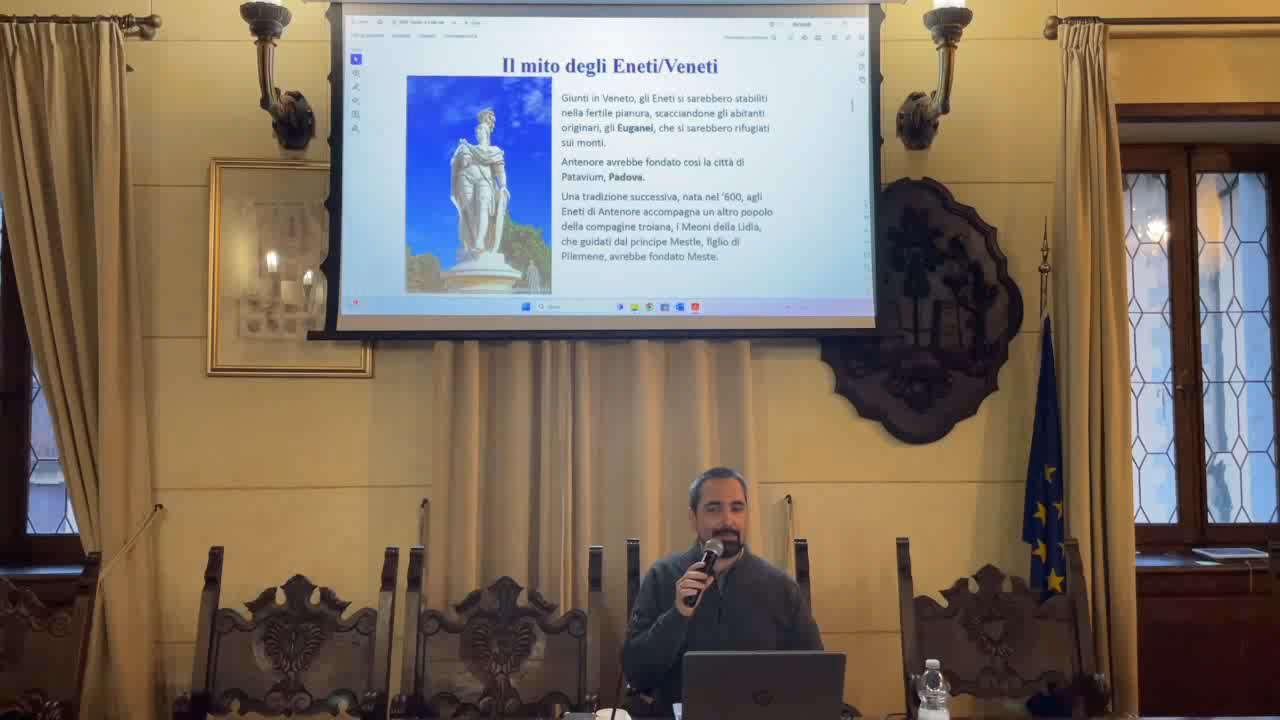 Il mito degli Eneti/Veneti
Giunti in Veneto, gli Eneti si sarebbero stabiliti
nella fertile pianura, scacciandone gli abitanti
originari, gli Euganei, che si sarebbero rifugiati
sui monti.
Antenore avrebbe fondato così la città di
Patavium, Padova.
Una tradizione successiva, nata nel '600, agli
Eneti di Antenore accompagna un altro popolo
della compagine troiana, i Meoni della Lidia,
che guidati dal principe Mestle, figlio di
Pilemene, avrebbe fondato Meste.